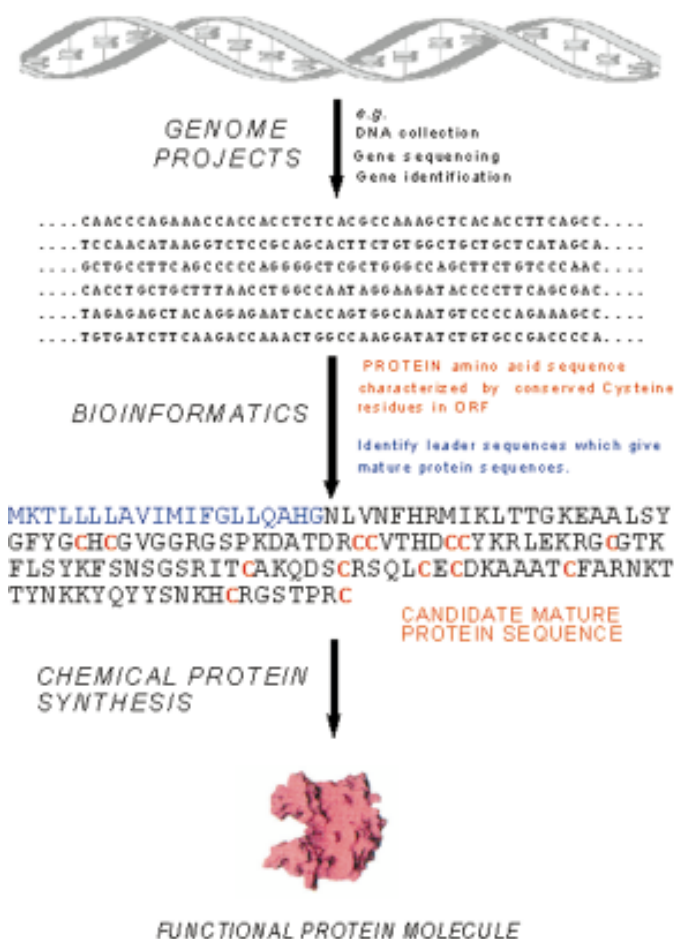 GENOME
PROJECTS
e.g.
DNA collection
Gene sequencing
Gene identification
....CAACCCAGAAACCACCACCTCTCACGCCAAAGCTCACACCTTCAGCC....
....TCCAACATAAGGTCTCCGCAGCACTTCTGTGGCTGCTGCTCATAGCA....
....GCTGCCTTCAGCCCCCAGGGGCTCGCTGGGCCAGCTTCTGTCCCAAC....
....CACCTGCTGCTTTAACCTGGCCAATAGGAAGATACCCCTTCAGCGAC....
....TAGAGAGCTACAGGAGAATCACCAGTGGCAAATGTCCCCAGAAAGCC....
....TGTGATCTTCAAGACCAAACTGGCCAAGGATATCTGTGCCGACCCCA....
BIOINFORMATICS
PROTEIN amino acid sequence
characterized by conserved Cysteine
residues in ORF
Identify leader sequences which give
mature protein sequences.
MKTLLLLAVIMIFGLLQAHGNLVNFHRMIKLTTGKEAALSY
GFYGCHCGVGGRGSPKDATDRCCVTHDCCYKRLEKRGCGTK
FLSYKFSNSGSRITCAKQDSCRSQLCECDKAAATCFARNKT
TYNKKYQYYSNKHCRGSTPRC
CANDIDATE MATURE
PROTEIN SEQUENCE
CHEMICAL PROTEIN
SYNTHESIS
FUNCTIONAL PROTEIN MOLECULE